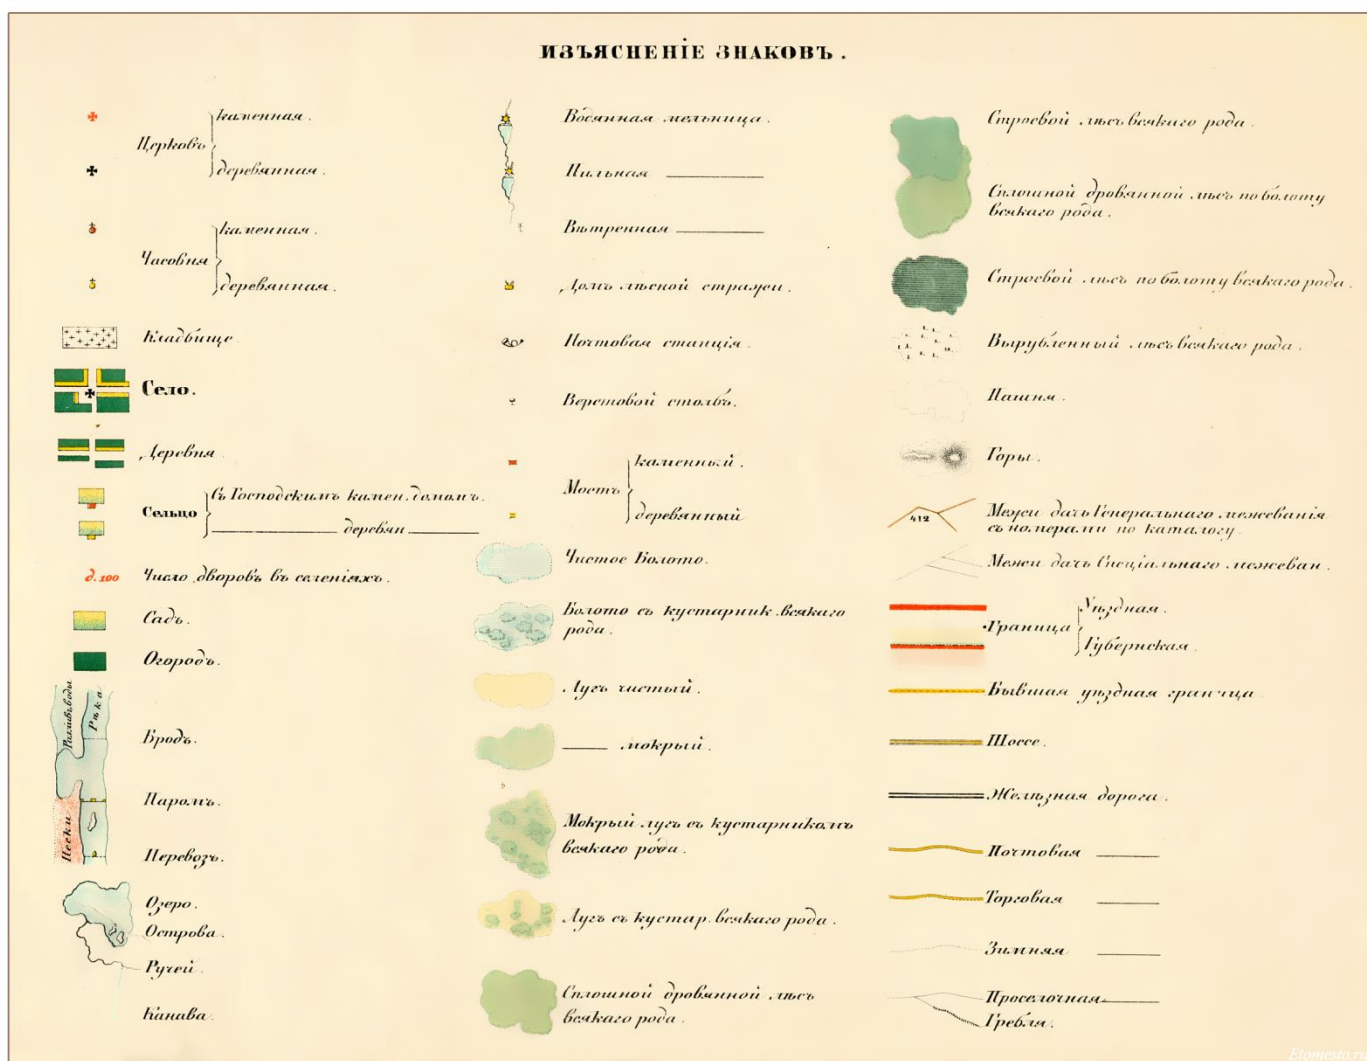 ИЗЪЯСНЕНІЕ ЗНАКОВЪ.
Церковь
каменная.
деревянная.
Часовня
каменная.
деревянная.
Кладбище
Село.
Деревня
Сельцо
Съ Господскимъ камен. домомъ.
деревян
д. 100
Число дворовъ въ селеніяхъ.
Садъ.
Огородъ.
Разливъ воды
Рѣка
Бродъ.
Паромъ.
Пески
Перевозъ.
Озеро.
Острова.
Ручей.
Канава.
Водянная мельница.
Пильная
Вѣтренная
Домъ лѣсной стражи.
Почтовая станція.
Верстовой столбъ.
Мостъ
каменный.
деревянный
Чистое Болото.
Болото съ кустарник. всякаго
рода.
Лугъ чистый.
мокрый.
Мокрый лугъ съ кустарникомъ
всякаго рода.
Лугъ съ кустар. всякаго рода.
Сплошной дровянной лѣсъ
всякаго рода.
Строевой лѣсъ всякаго рода.
Сплошной дровянной лѣсъ по болоту
всякаго рода.
Строевой лѣсъ по болоту всякаго рода.
Вырубленный лѣсъ всякаго рода.
Пашня.
Горы.
412
Межи дачъ Генеральнаго межеванія
съ номерами по каталогу.
Межи дачъ Спеціальнаго межеван.
Граница
Уѣздная.
Губернская.
Бывшая уѣздная граница
Шоссе.
Желѣзная дорога.
Почтовая
Торговая
Зимняя
Проселочная
Гребля.
Etomesto.ru